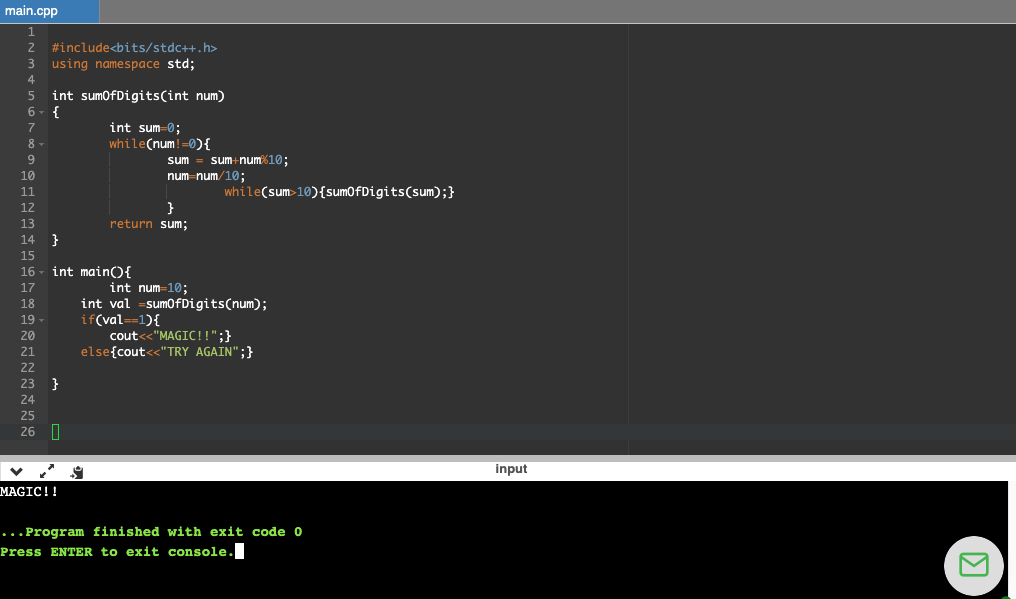 main.cpp
1
2 #include<bits/stdc++.h>
3 using namespace std;
4
5 int sumOfDigits(int num)
6 {
7 int sum=0;
8 while(num!=0){
9 sum = sum+num%10;
10 num=num/10;
11 while(sum>10){sumOfDigits(sum);}
12 }
13 return sum;
14 }
15
16 int main(){
17 int num=10;
18 int val =sumOfDigits(num);
19 if(val==1){
20 cout<<"MAGIC!!";}
21 else{cout<<"TRY AGAIN";}
22
23 }
24
25
26
input
MAGIC!!
...Program finished with exit code 0
Press ENTER to exit console.